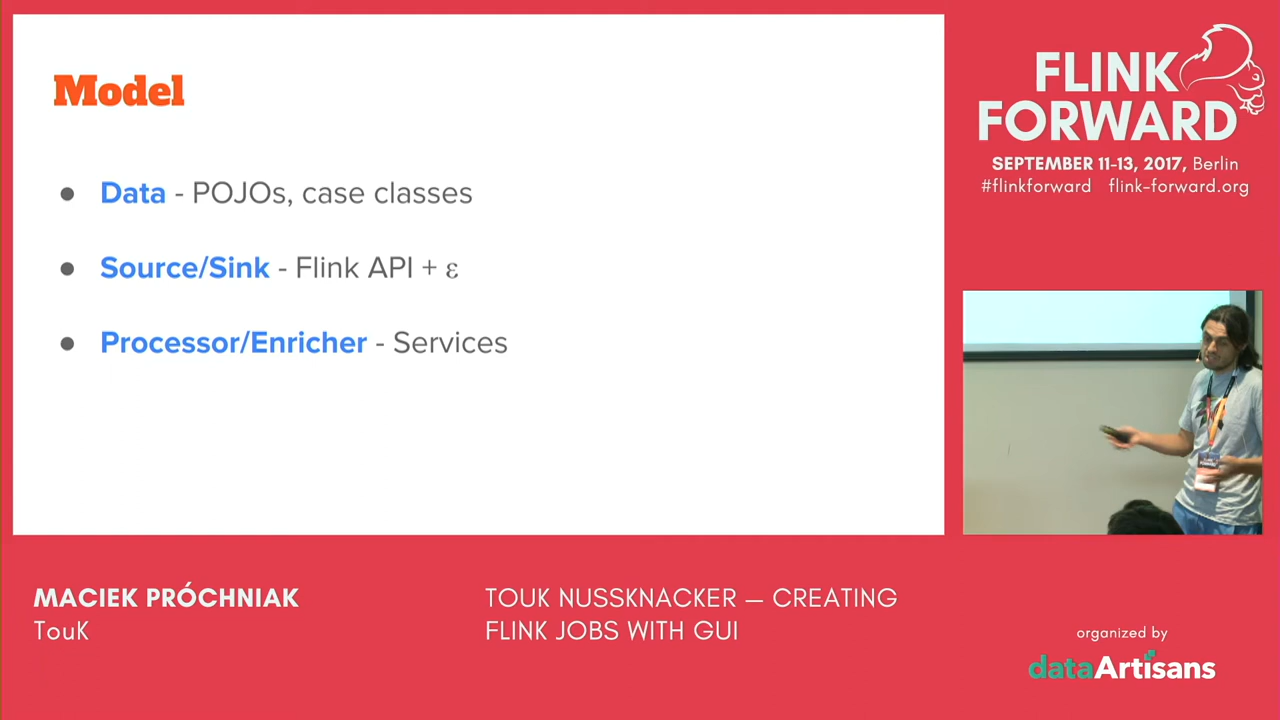 Model
● Data - POJOs, case classes
● Source/Sink - Flink API + ε
● Processor/Enricher - Services
FLINK
FORWARD
SEPTEMBER 11-13, 2017, Berlin
#flinkforward flink-forward.org
MACIEK PRÓCHNIAK
TouK
TOUK NUSSKNACKER — CREATING
FLINK JOBS WITH GUI
organized by
dataArtisans